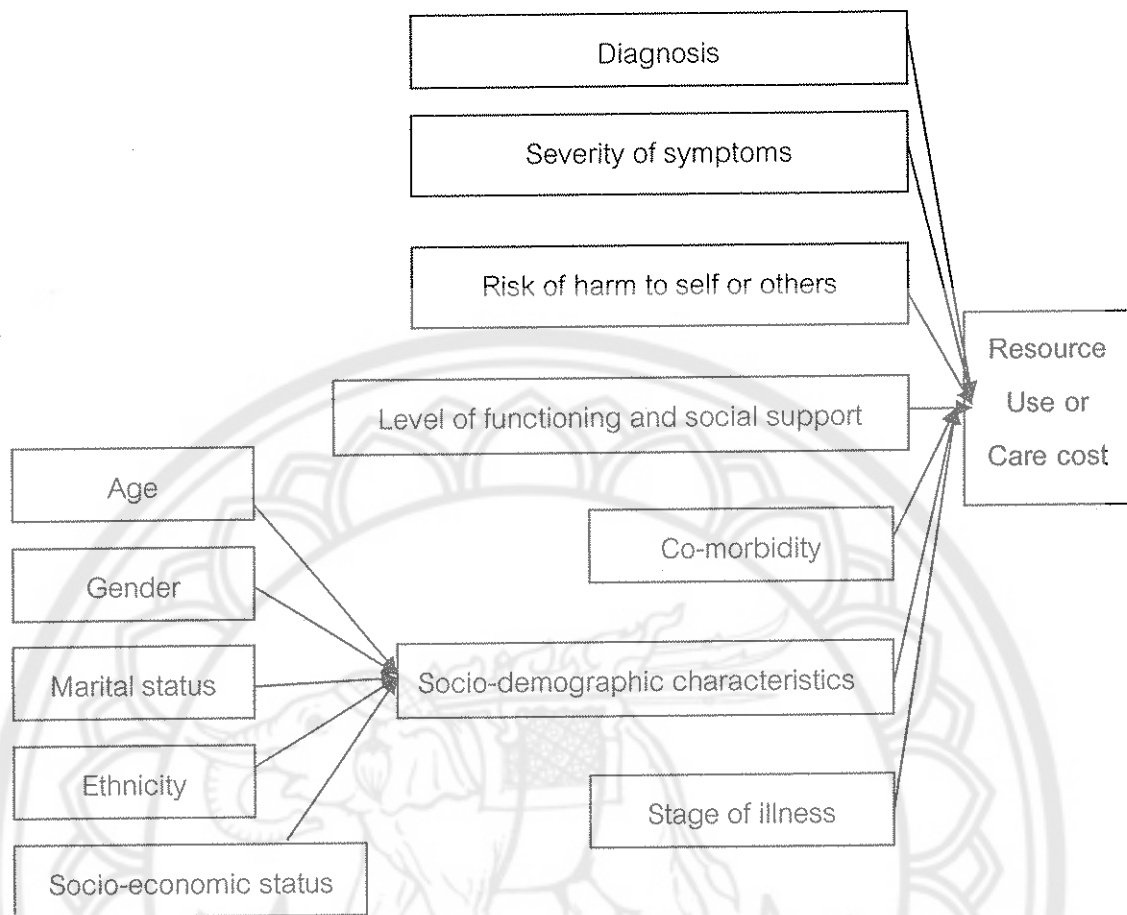 Diagnosis
Severity of symptoms
Risk of harm to self or others
Level of functioning and social support
Co-morbidity
Age
Gender
Marital status
Ethnicity
Socio-economic status
Socio-demographic characteristics
Stage of illness
Resource
Use or
Care cost